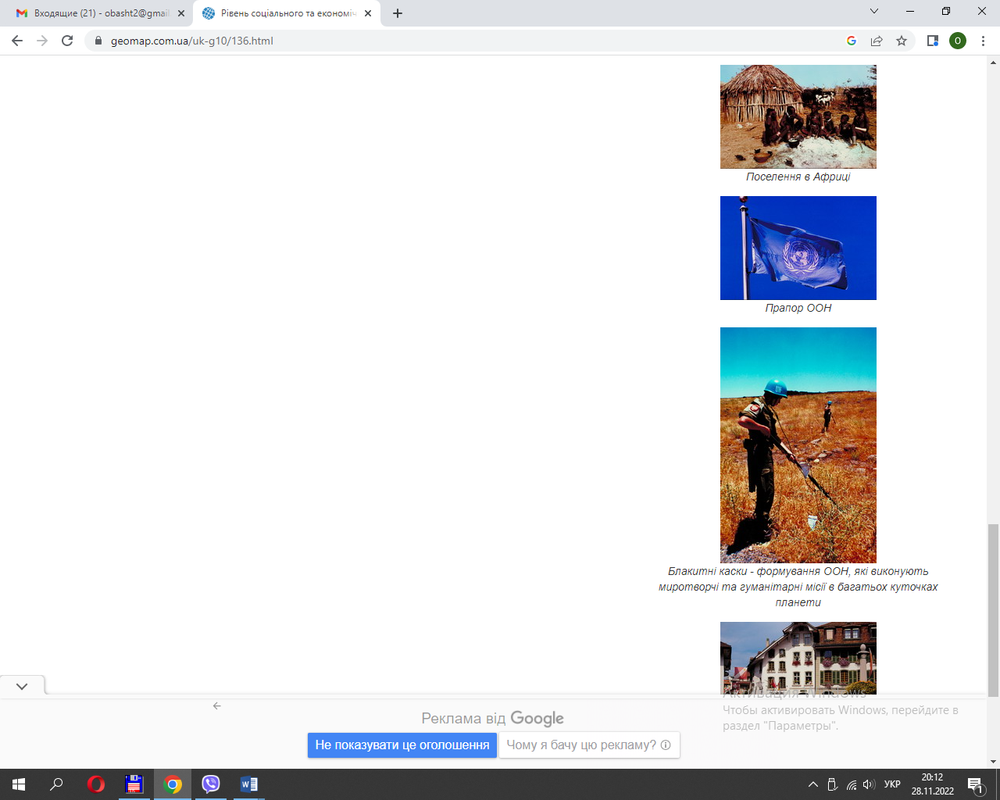 Входящие (21) - obasht2@gmail
Рівень соціального та економіч
geomap.com.ua/uk-g10/136.html
О
Поселення в Африці
Прапор ООН
Блакитні каски - формування ООН, які виконують
миротворчі та гуманітарні місії в багатьох куточках
планети
Активация Windows
Чтобы активировать Windows, перейдите в
раздел "Параметры".
Реклама від Google
Не показувати це оголошення
Чому я бачу цю рекламу?
УКР
20:12
28.11.2022
1